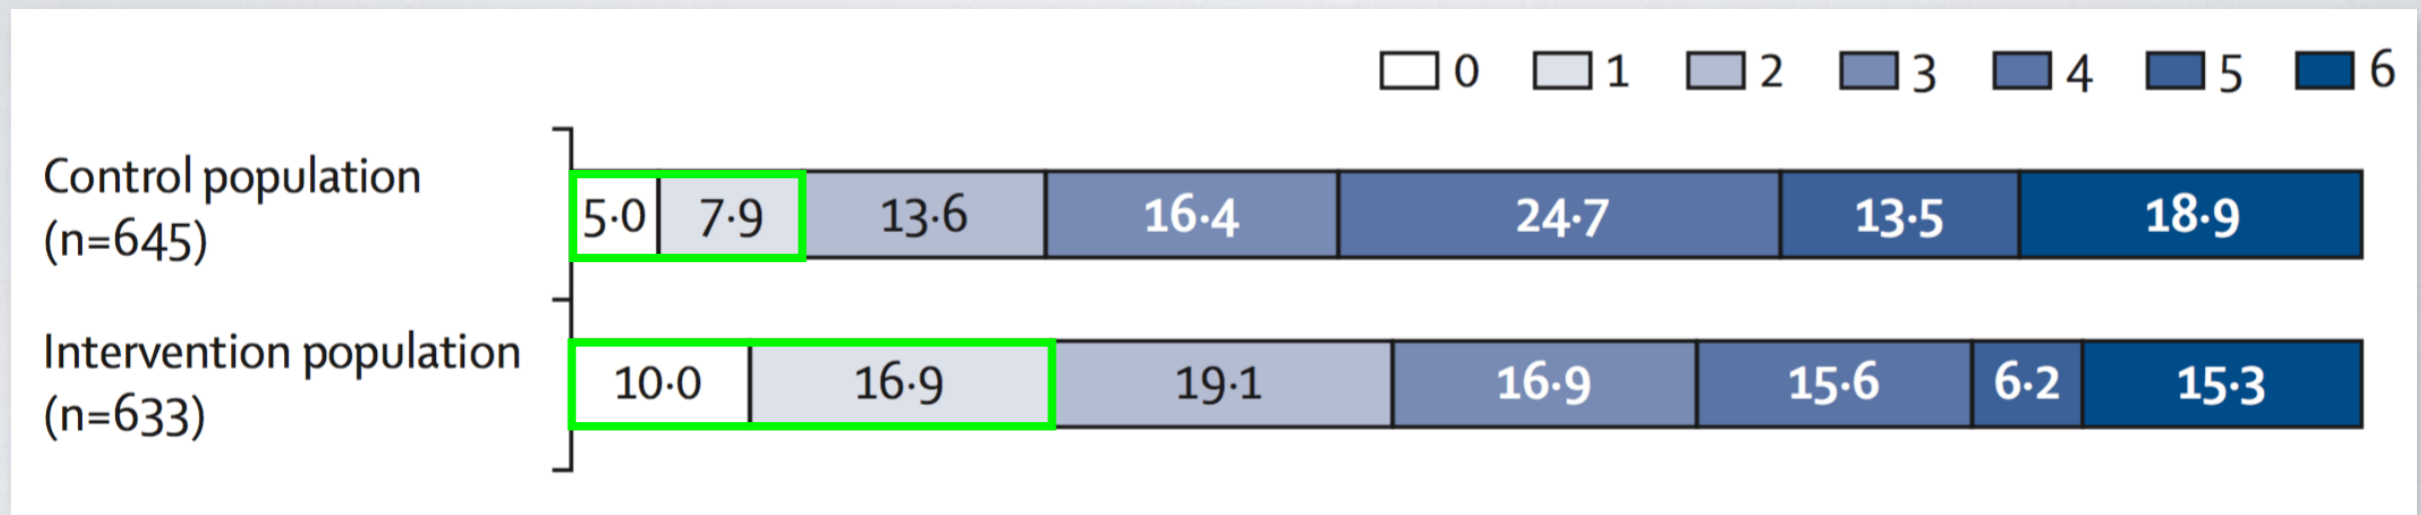 0 1 2 3 4 5 6
Control population
(n=645)
5·0 7·9 13·6 16·4 24·7 13·5 18·9
Intervention population
(n=633)
10·0 16·9 19·1 16·9 15·6 6·2 15·3